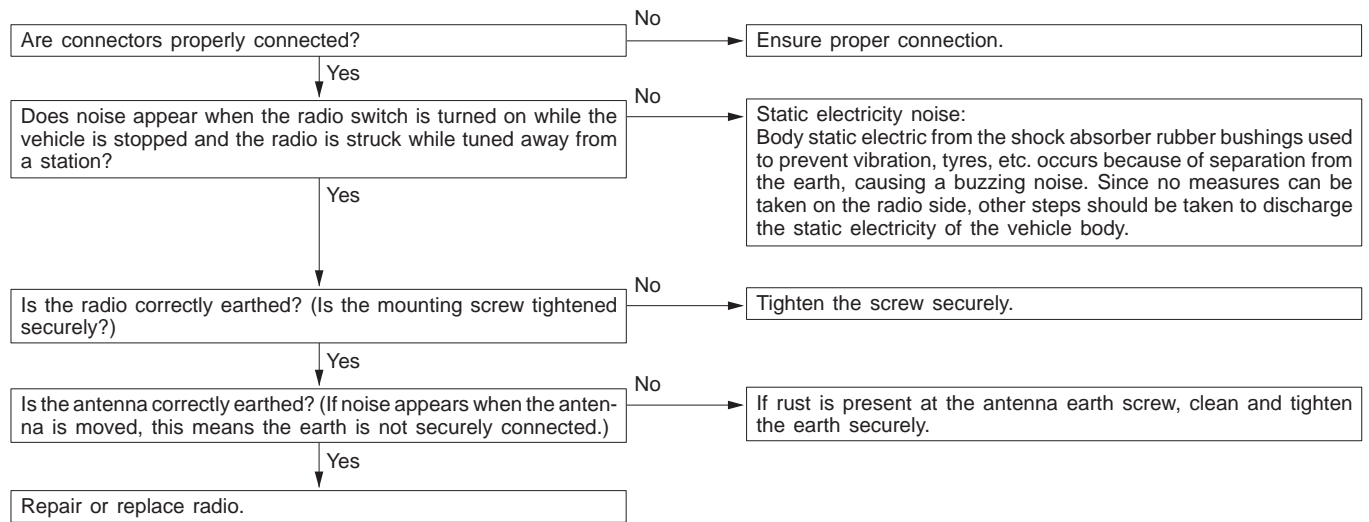 No
Are connectors properly connected?
Ensure proper connection.
Yes
No
Does noise appear when the radio switch is turned on while the
vehicle is stopped and the radio is struck while tuned away from
a station?
Static electricity noise:
Body static electric from the shock absorber rubber bushings used
to prevent vibration, tyres, etc. occurs because of separation from
the earth, causing a buzzing noise. Since no measures can be
taken on the radio side, other steps should be taken to discharge
the static electricity of the vehicle body.
Yes
No
Is the radio correctly earthed? (Is the mounting screw tightened
securely?)
Tighten the screw securely.
Yes
No
Is the antenna correctly earthed? (If noise appears when the anten-
na is moved, this means the earth is not securely connected.)
If rust is present at the antenna earth screw, clean and tighten
the earth securely.
Yes
Repair or replace radio.